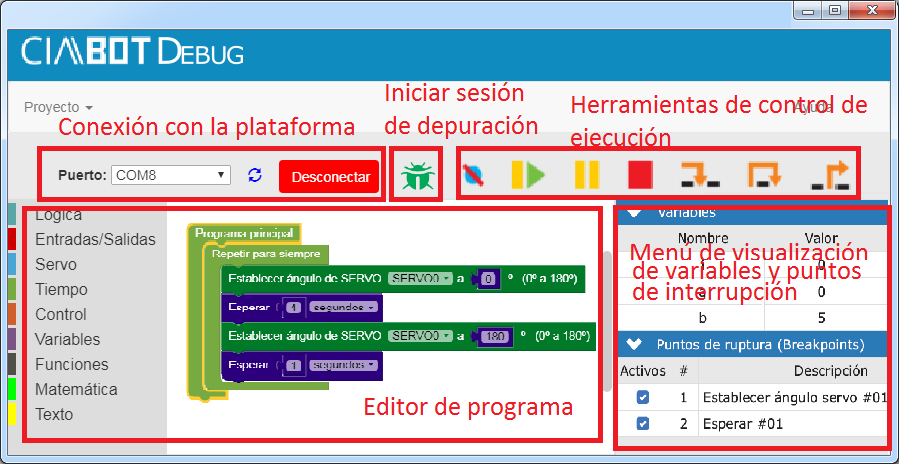 CIMBOT DEBUG
Proyecto
Ayuda
Iniciar sesión
de depuración
Herramientas de control de
ejecución
Conexión con la plataforma
Puerto: COM8 Desconectar
Lógica
Entradas/Salidas
Servo
Tiempo
Control
Variables
Funciones
Matemática
Texto
Programa principal
Repetir para siempre
Establecer ángulo de SERVO SERVO0 a 0 º (0º a 180º)
Esperar 1 segundos
Establecer ángulo de SERVO SERVO0 a 180 º (0º a 180º)
Esperar 1 segundos
Editor de programa
Variables
Nombre Valor
0
0
b 5
Menú de visualización
de variables y puntos
de interrupción
Puntos de ruptura (Breakpoints)
Activos # Descripción
1 Establecer ángulo servo #01
2 Esperar #01